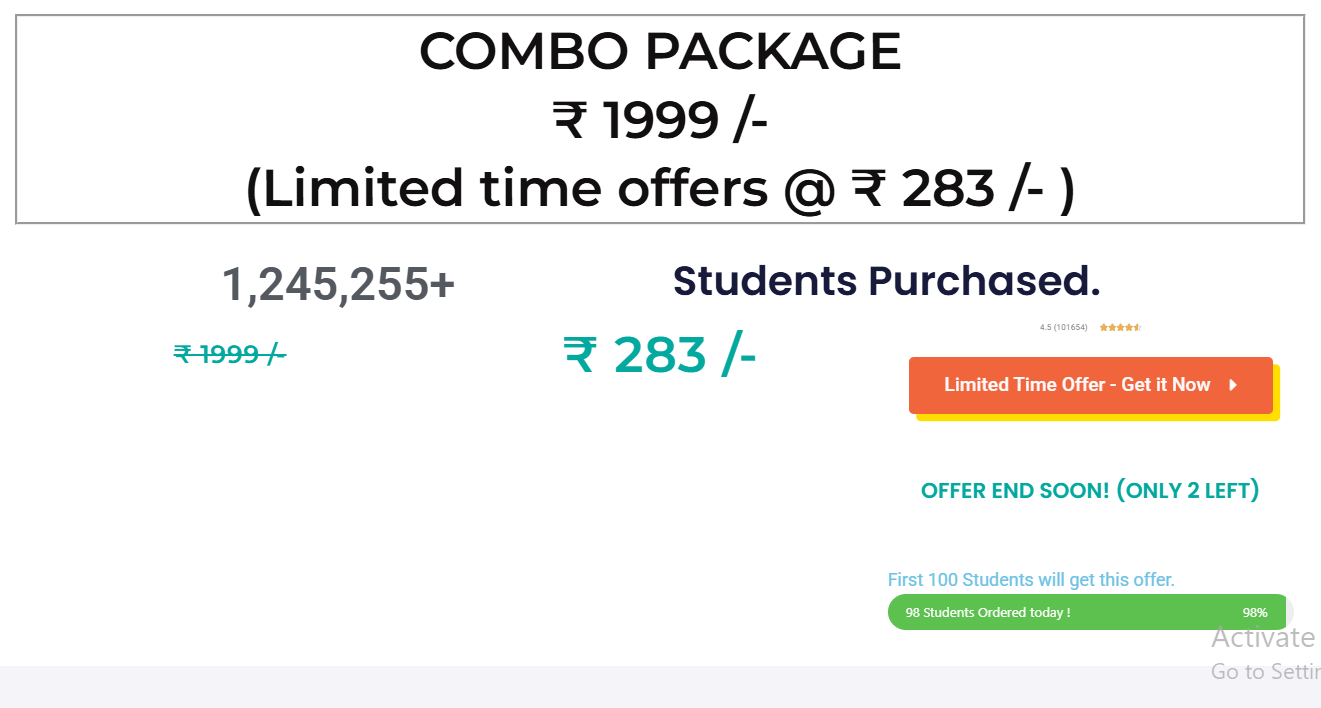 COMBO PACKAGE
₹ 1999 /-
(Limited time offers @ ₹ 283 /- )
1,245,255+ Students Purchased.
4.5 (101654)
₹ 1999 /- ₹ 283 /-
Limited Time Offer - Get it Now
OFFER END SOON! (ONLY 2 LEFT)
First 100 Students will get this offer.
98 Students Ordered today ! 98%
Activate
Go to Settin